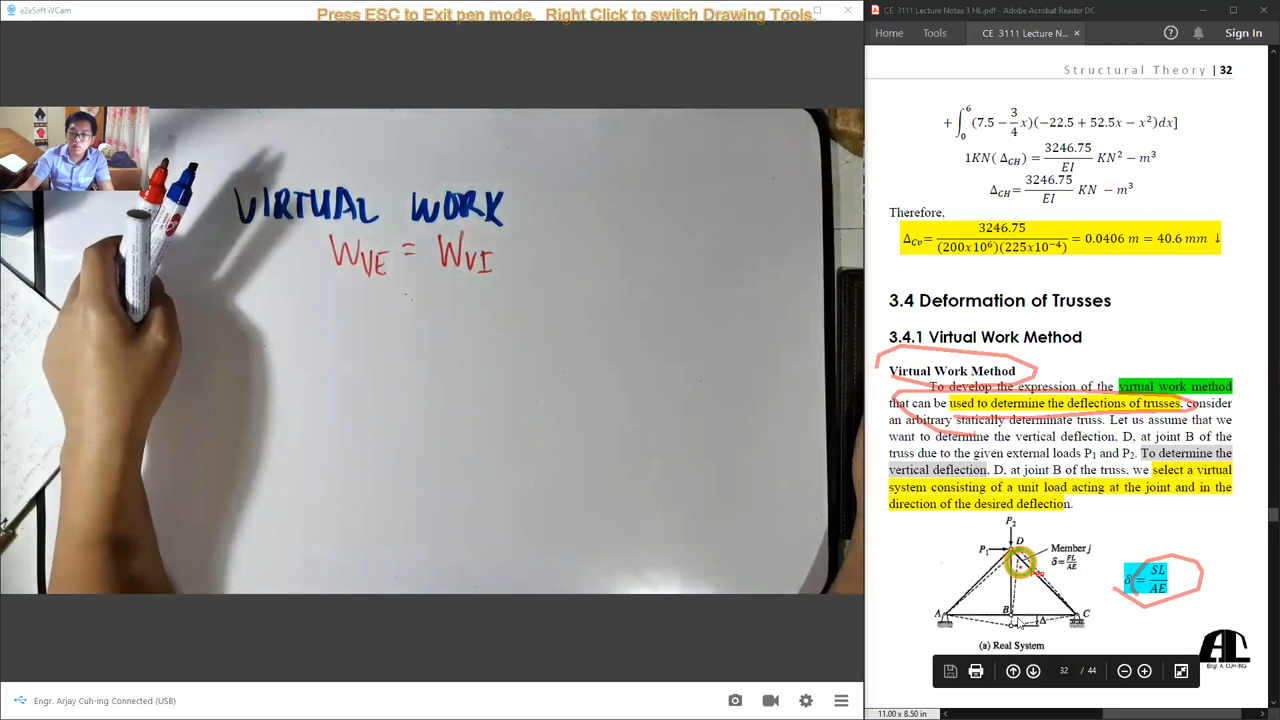 e2eSoft iVCam
Press ESC to Exit pen mode. Right Click to switch Drawing Tools.
VIRTUAL WORK
W_VE = W_VI
Engr. Arjay Cuh-ing Connected (USB)
CE 3111 Lecture Notes 3 HL.pdf - Adobe Acrobat Reader DC
Home Tools CE 3111 Lecture N... × Sign In
Structural Theory | 32
+ ∫₀⁶ (7.5 − 3/4 x)(−22.5 + 52.5x − x²)dx]
1KN( Δ_CH) = 3246.75/EI KN² − m³
Δ_CH = 3246.75/EI KN − m³
Therefore,
Δ_Cv = 3246.75/(200x10⁶)(225x10⁻⁴) = 0.0406 m = 40.6 mm ↓
3.4 Deformation of Trusses
3.4.1 Virtual Work Method
Virtual Work Method
To develop the expression of the virtual work method
that can be used to determine the deflections of trusses, consider
an arbitrary statically determinate truss. Let us assume that we
want to determine the vertical deflection, D, at joint B of the
truss due to the given external loads P₁ and P₂. To determine the
vertical deflection, D, at joint B of the truss, we select a virtual
system consisting of a unit load acting at the joint and in the
direction of the desired deflection.
P₂
D
P₁
Member j
δ = FL/AE
δ = SL/AE
A B Δ C
(a) Real System
AC
Engr. A. CUH-ING
32 / 44
11.00 x 8.50 in